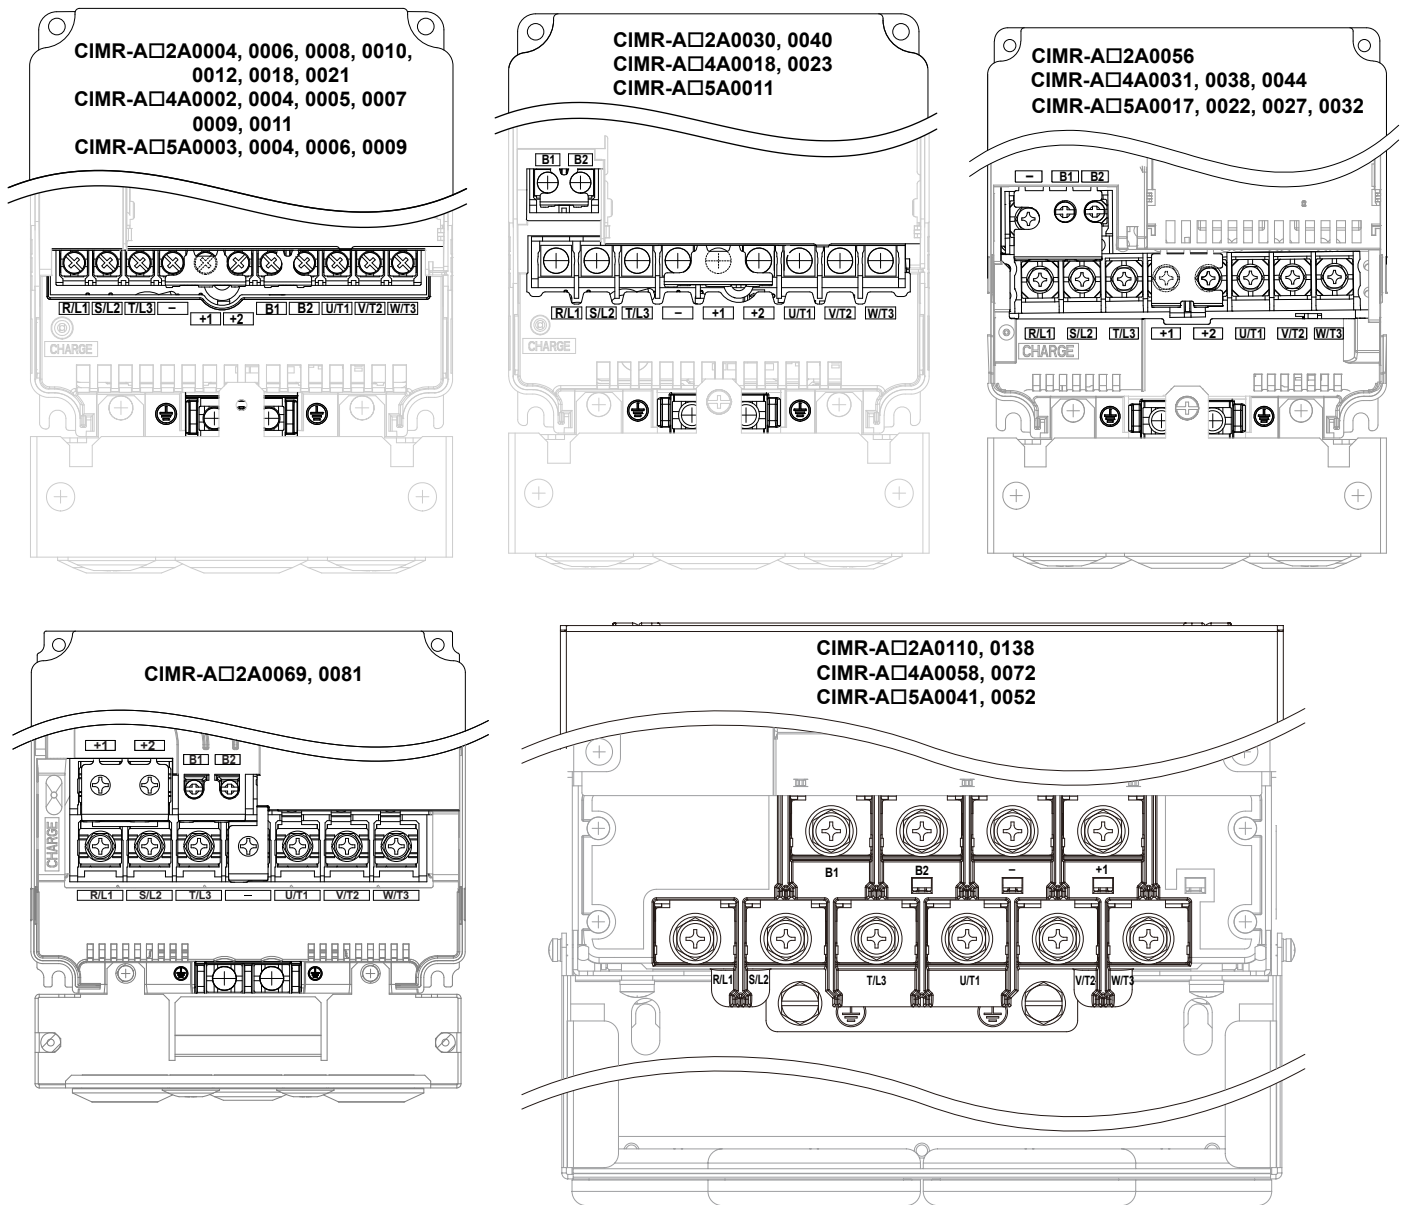 CIMR-A□2A0004, 0006, 0008, 0010,
0012, 0018, 0021
CIMR-A□4A0002, 0004, 0005, 0007
0009, 0011
CIMR-A□5A0003, 0004, 0006, 0009
R/L1 S/L2 T/L3 − +1 +2 B1 B2 U/T1 V/T2 W/T3
CHARGE
CIMR-A□2A0030, 0040
CIMR-A□4A0018, 0023
CIMR-A□5A0011
B1 B2
R/L1 S/L2 T/L3 − +1 +2 U/T1 V/T2 W/T3
CHARGE
CIMR-A□2A0056
CIMR-A□4A0031, 0038, 0044
CIMR-A□5A0017, 0022, 0027, 0032
− B1 B2
R/L1 S/L2 T/L3 +1 +2 U/T1 V/T2 W/T3
CHARGE
CIMR-A□2A0069, 0081
+1 +2 B1 B2
CHARGE
R/L1 S/L2 T/L3 − U/T1 V/T2 W/T3
CIMR-A□2A0110, 0138
CIMR-A□4A0058, 0072
CIMR-A□5A0041, 0052
B1 B2 − +1
R/L1 S/L2 T/L3 U/T1 V/T2 W/T3